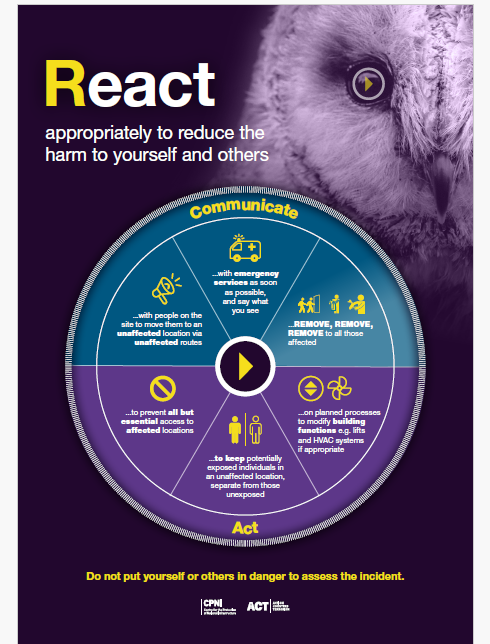 React
appropriately to reduce the
harm to yourself and others
Communicate
...with emergency
services as soon
as possible,
and say what
you see
...with people on the
site to move them to an
unaffected location via
unaffected routes
...REMOVE, REMOVE,
REMOVE to all those
affected
...to prevent all but
essential access to
affected locations
...on planned processes
to modify building
functions e.g. lifts
and HVAC systems
if appropriate
...to keep potentially
exposed individuals in
an unaffected location,
separate from those
unexposed
Act
Do not put yourself or others in danger to assess the incident.
CPNI
ACT